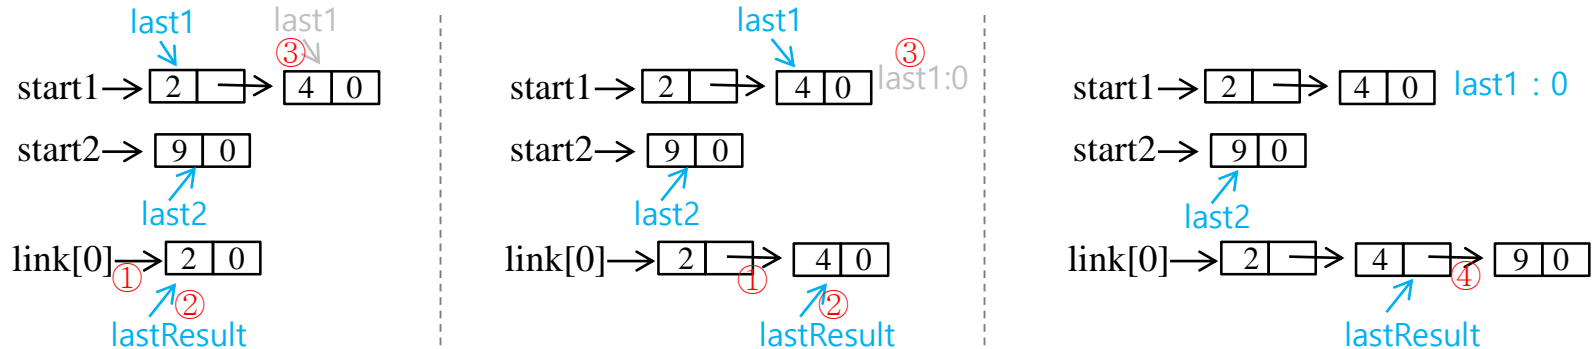 last1 last1
③
start1 2 4 0
start2 9 0
last2
link[0] 2 0
① ②
lastResult
last1
③
start1 2 4 0 last1:0
start2 9 0
last2
link[0] 2 4 0
① ②
lastResult
start1 2 4 0 last1 : 0
start2 9 0
last2
link[0] 2 4 9 0
④
lastResult